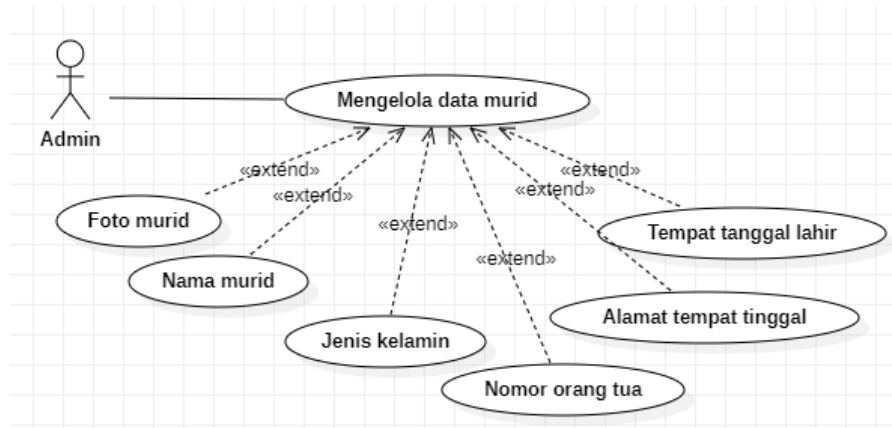 Mengelola data murid
Admin
«extend»
«extend»
«extend»
«extend»
«extend»
«extend»
Foto murid
Nama murid
Jenis kelamin
Nomor orang tua
Alamat tempat tinggal
Tempat tanggal lahir